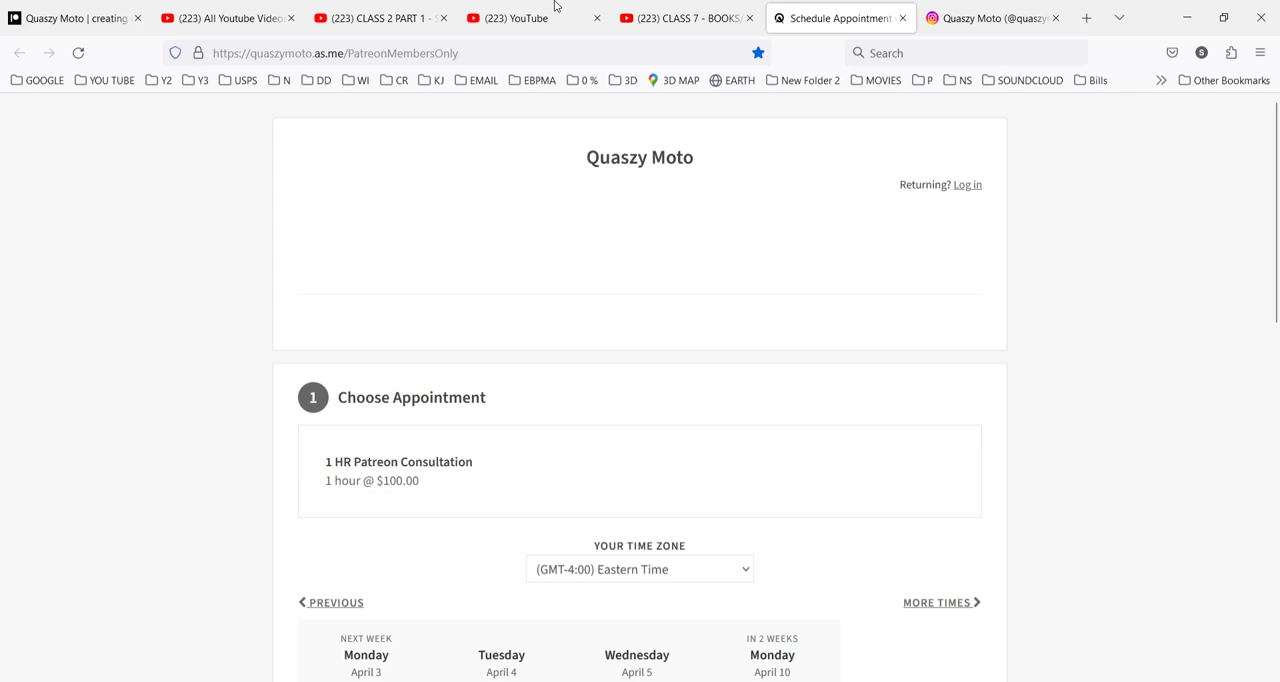 Quaszy Moto | creating
(223) All Youtube Video
(223) CLASS 2 PART 1 - S
(223) YouTube
(223) CLASS 7 - BOOKS/
Schedule Appointment
Quaszy Moto (@quaszy
https://quaszymoto.as.me/PatreonMembersOnly
Search
S
GOOGLE YOU TUBE Y2 Y3 USPS N DD WI CR KJ EMAIL EBPMA 0 % 3D 3D MAP EARTH New Folder 2 MOVIES P NS SOUNDCLOUD Bills Other Bookmarks
Quaszy Moto
Returning? Log in
1 Choose Appointment
1 HR Patreon Consultation
1 hour @ $100.00
YOUR TIME ZONE
(GMT-4:00) Eastern Time
PREVIOUS
MORE TIMES
NEXT WEEK
Monday
April 3
Tuesday
April 4
Wednesday
April 5
IN 2 WEEKS
Monday
April 10